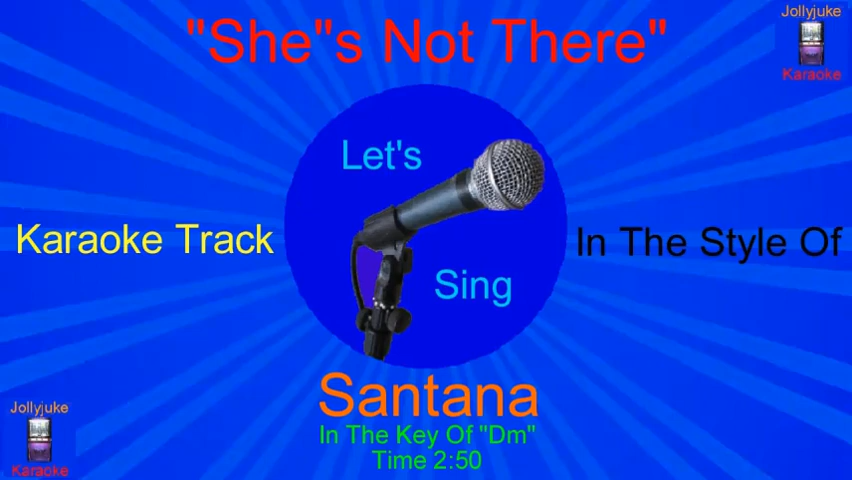 "She"s Not There"
Jollyjuke
Karaoke
Let's
Karaoke Track
In The Style Of
Sing
Santana
In The Key Of "Dm"
Time 2:50
Jollyjuke
Karaoke